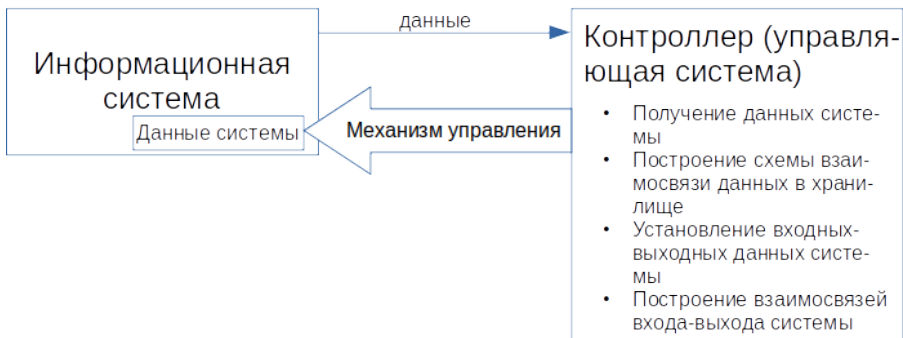 данные
Информационная
система
Данные системы
Механизм управления
Контроллер (управля-
ющая система)
• Получение данных систе-
мы
• Построение схемы взаи-
мосвязи данных в храни-
лище
• Установление входных-
выходных данных систе-
мы
• Построение взаимосвязей
входа-выхода системы